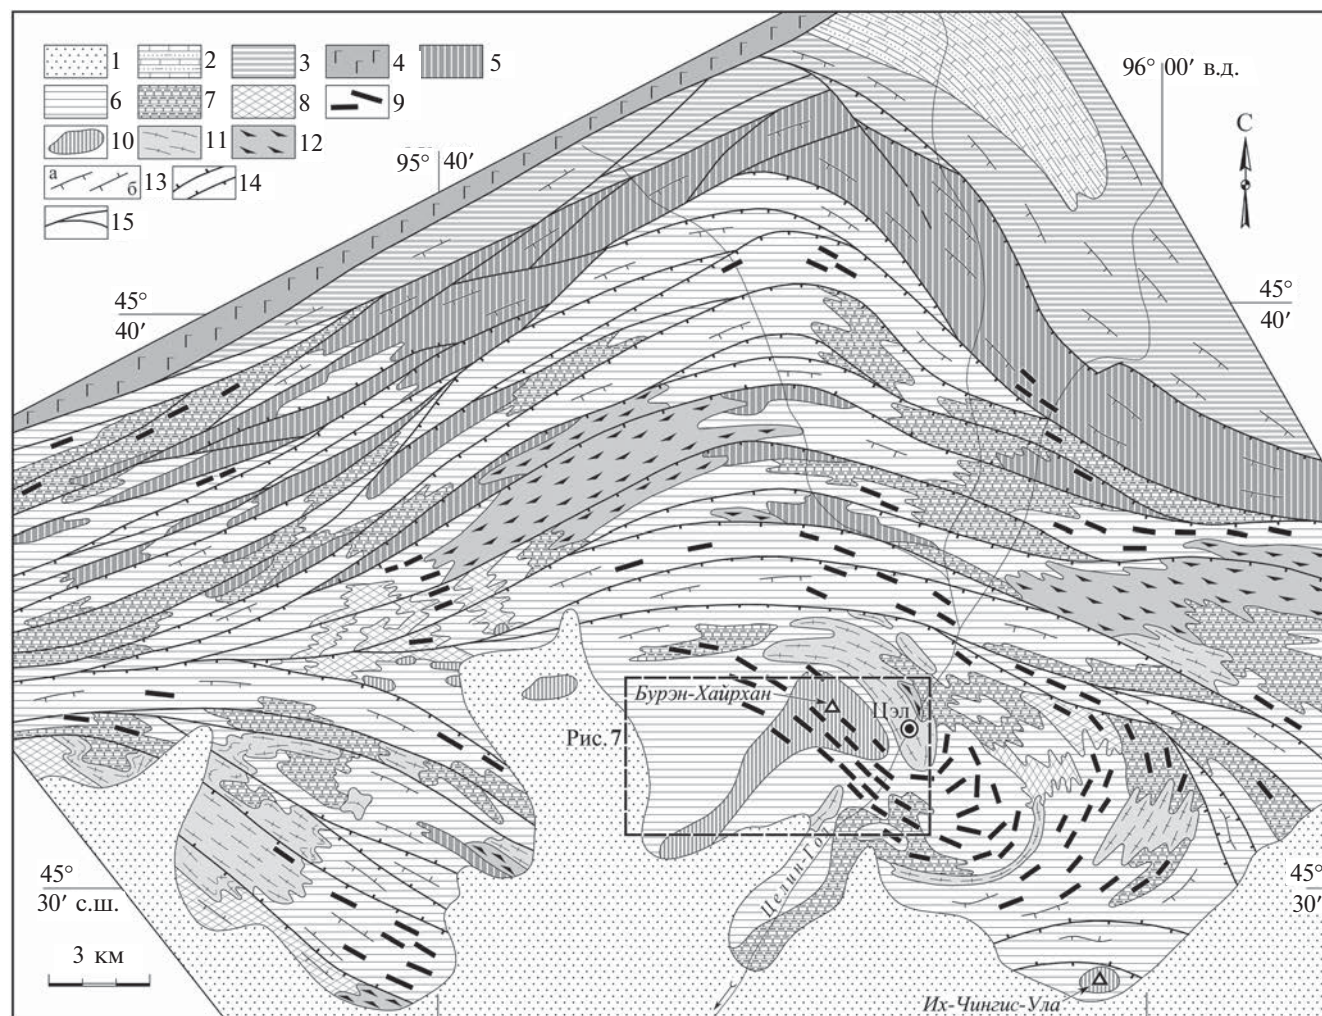 1 2 3 4 5
6 7 8 9
10 11 12
а б 13 14
15
96° 00′ в.д.
С
95° 40′
45°
40′
45°
40′
Бурэн-Хайрхан
Цэл
Рис. 7
Цэлин-Гол
45°
30′ с.ш.
45°
30′
3 км
Их-Чингис-Ула